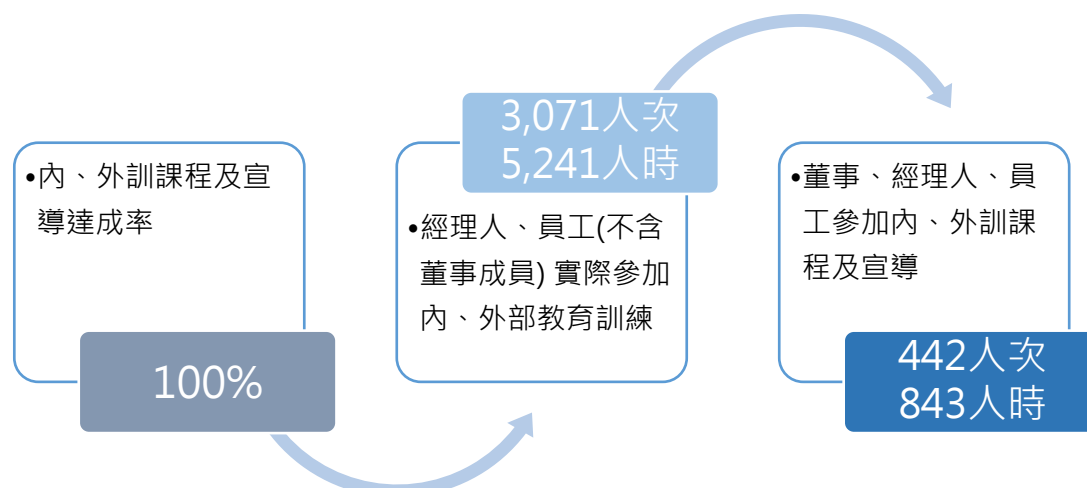 •內、外訓課程及宣
導達成率
100%
3,071人次
5,241人時
•經理人、員工(不含
董事成員) 實際參加
內、外部教育訓練
•董事、經理人、員
工參加內、外訓課
程及宣導
442人次
843人時